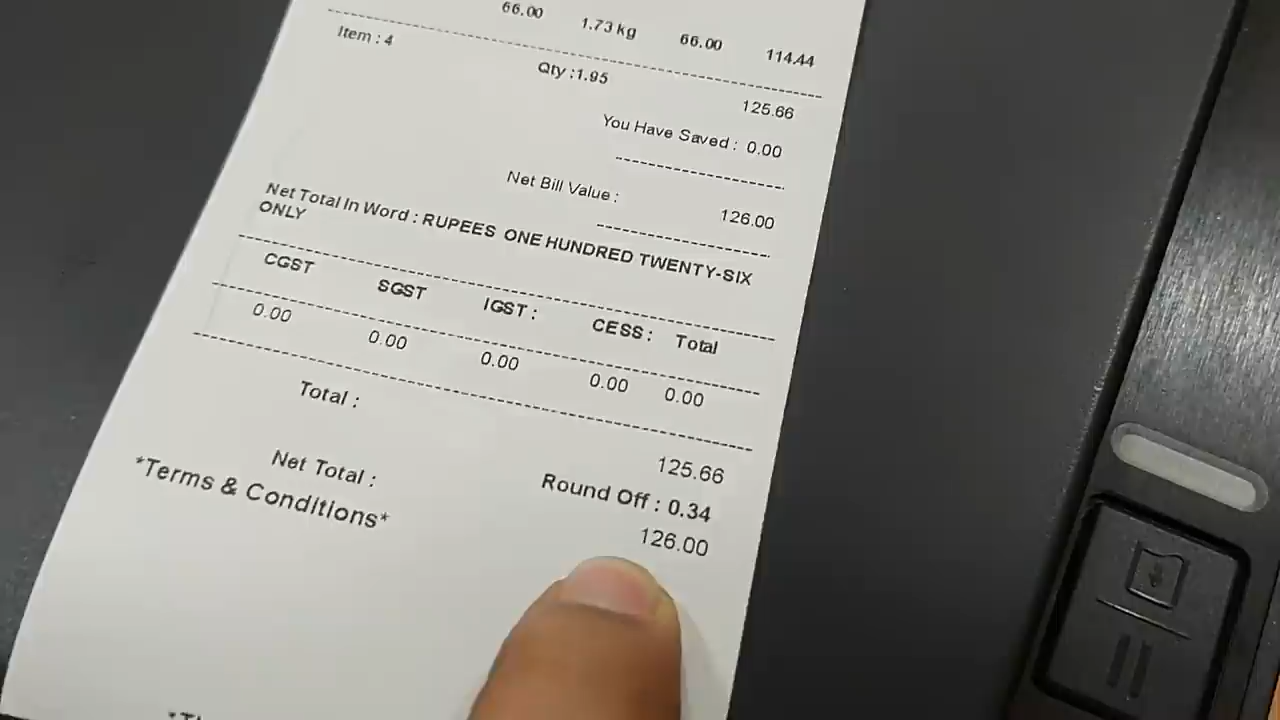 66.00 1.73 kg 66.00 114.44
Item : 4 Qty :1.95 125.66
You Have Saved : 0.00
Net Bill Value : 126.00
Net Total In Word : RUPEES ONE HUNDRED TWENTY-SIX
ONLY
CGST SGST IGST : CESS : Total
0.00 0.00 0.00 0.00 0.00
Total : 125.66
Round Off : 0.34
Net Total : 126.00
*Terms & Conditions*